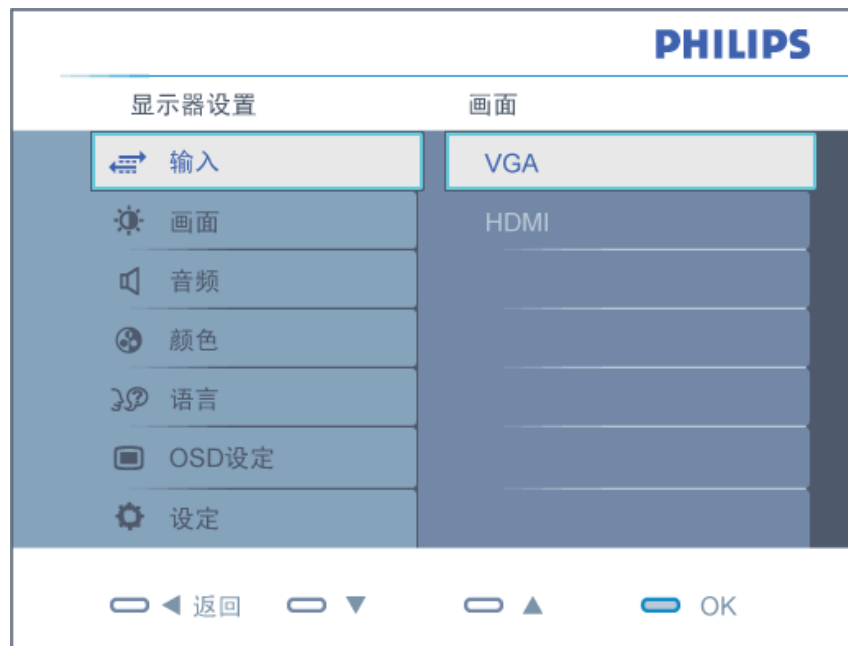 PHILIPS
显示器设置 画面
输入 VGA
画面 HDMI
音频
颜色
语言
OSD设定
设定
返回 OK